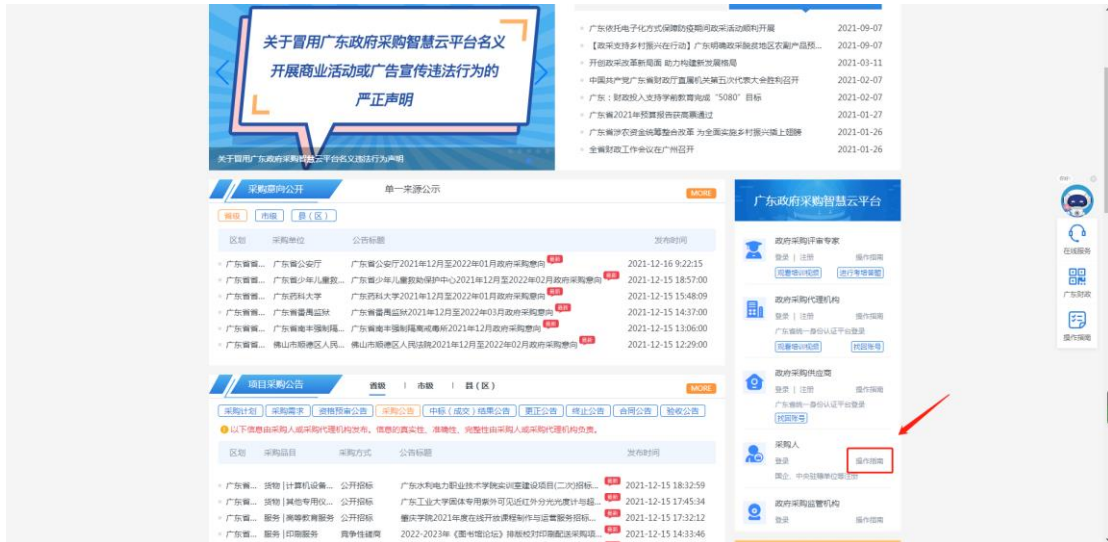 关于冒用广东政府采购智慧云平台名义
开展商业活动或广告宣传违法行为的
严正声明
关于冒用广东政府采购智慧云平台名义违法行为声明
广东依托电子化方式保障防疫期间政采活动顺利开展 2021-09-07
【政采支持乡村振兴在行动】广东明确政采脱贫地区农副产品预... 2021-09-07
开创政采改革新局面 助力构建新发展格局 2021-03-11
中国共产党广东省财政厅直属机关第五次代表大会胜利召开 2021-02-07
广东：财政投入支持学前教育完成“5080”目标 2021-02-07
广东省2021年预算报告获高票通过 2021-01-27
广东省涉农资金统筹整合改革 为全面实施乡村振兴插上翅膀 2021-01-26
全省财政工作会议在广州召开 2021-01-26
采购意向公开 单一来源公示 MORE
省级 市级 县（区）
区划 采购单位 公告标题 发布时间
广东省省... 广东省公安厅 广东省公安厅2021年12月至2022年01月政府采购意向 最新 2021-12-16 9:22:15
广东省省... 广东省少年儿童救... 广东省少年儿童救助保护中心2021年12月至2022年02月政府采购意向 最新 2021-12-15 18:57:00
广东省省... 广东药科大学 广东药科大学2021年12月至2022年01月政府采购意向 最新 2021-12-15 15:48:09
广东省省... 广东省番禺监狱 广东省番禺监狱2021年12月至2022年03月政府采购意向 最新 2021-12-15 14:37:00
广东省省... 广东省南丰强制隔... 广东省南丰强制隔离戒毒所2021年12月政府采购意向 最新 2021-12-15 13:06:00
广东省省... 佛山市顺德区人民... 佛山市顺德区人民法院2021年12月至2022年02月政府采购意向 最新 2021-12-15 12:29:00
项目采购公告 省级 | 市级 | 县（区） MORE
采购计划 采购需求 资格预审公告 采购公告 中标（成交）结果公告 更正公告 终止公告 合同公告 验收公告
以下信息由采购人或采购代理机构发布。信息的真实性、准确性、完整性由采购人或采购代理机构负责。
区划 采购品目 采购方式 公告标题 发布时间
广东省... 货物|计算机设备... 公开招标 广东水利电力职业技术学院实训室建设项目(二次)招标... 最新 2021-12-15 18:32:59
广东省... 货物|其他专用仪... 公开招标 广东工业大学固体专用紫外可见近红外分光光度计与超... 最新 2021-12-15 17:45:34
广东省... 服务|高等教育服务 公开招标 肇庆学院2021年度在线开放课程制作与运营服务招标... 最新 2021-12-15 17:32:12
广东省... 服务|印刷服务 竞争性磋商 2022-2023年《图书馆论坛》排版校对印刷配送采购项... 最新 2021-12-15 14:33:46
广东政府采购智慧云平台
政府采购评审专家
登录 | 注册 操作指南
观看培训视频 进行考培答题
政府采购代理机构
登录 | 注册 操作指南
广东省统一身份认证平台登录
观看培训视频 找回账号
政府采购供应商
登录 | 注册 操作指南
广东省统一身份认证平台登录
找回账号
采购人
登录 操作指南
国企、中央驻粤单位等注册
政府采购监管机构
登录 操作指南
在线服务
广东财政
操作指南